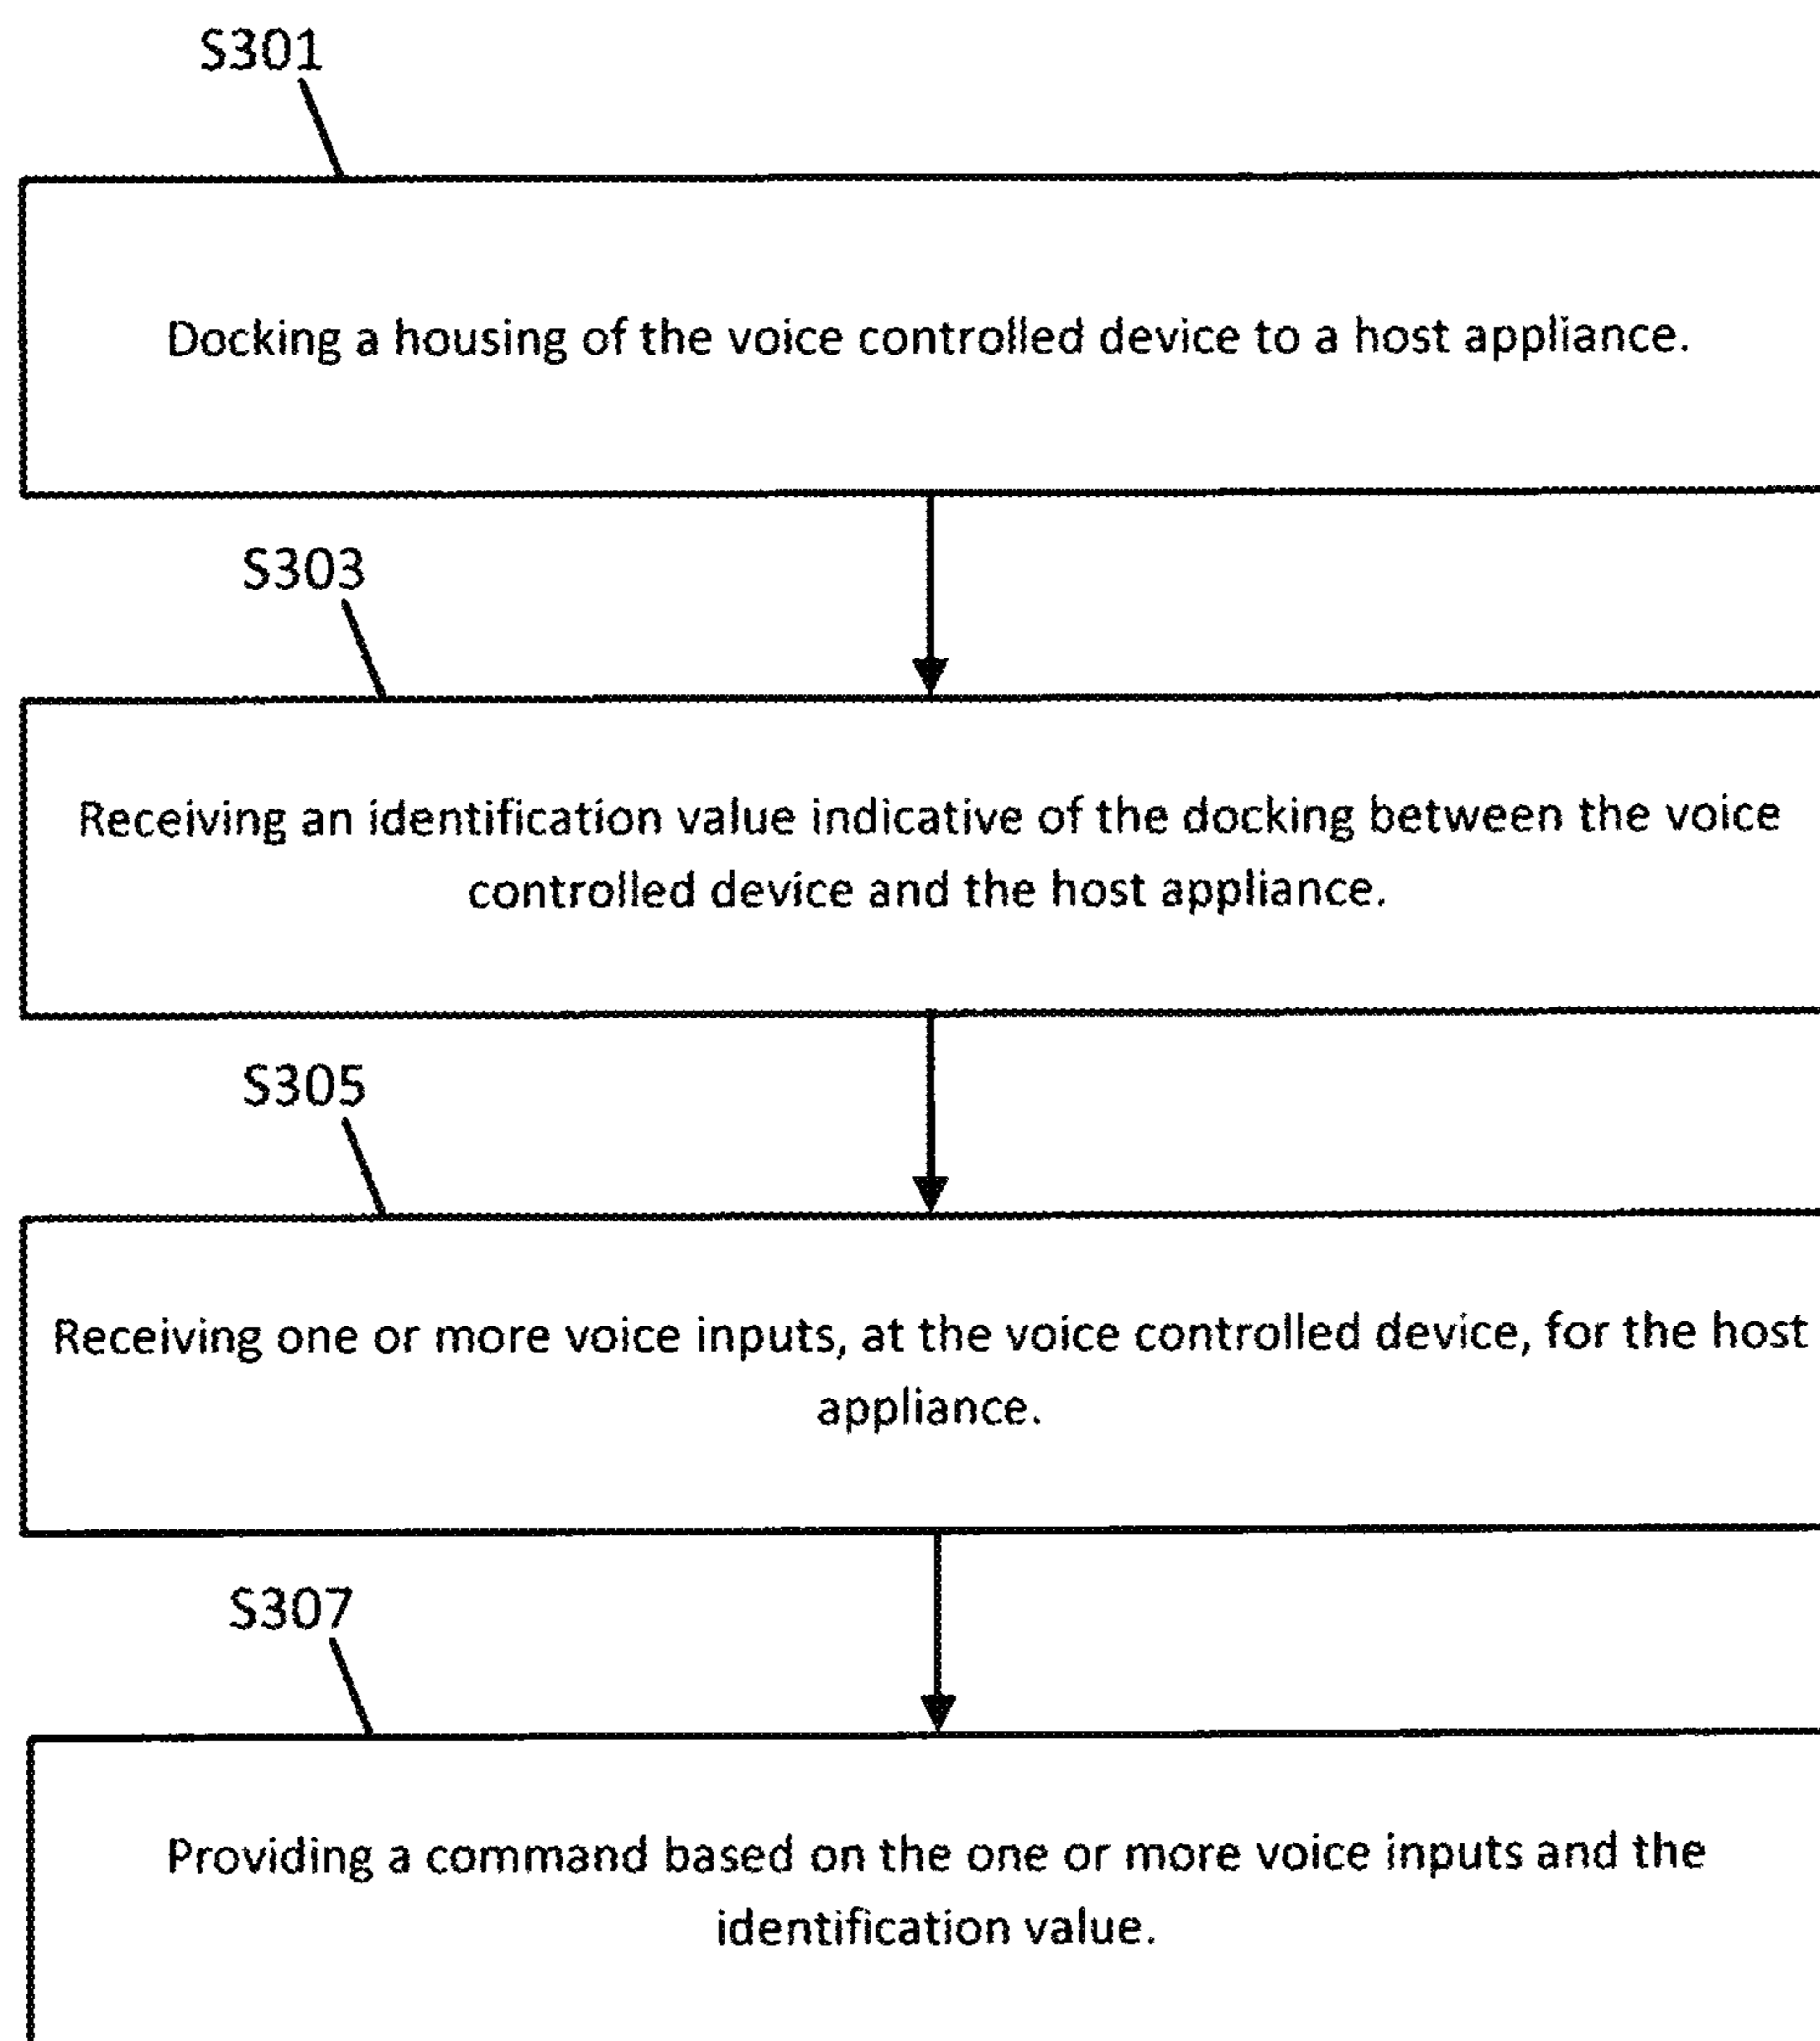 S301
Docking a housing of the voice controlled device to a host appliance.
S303
Receiving an identification value indicative of the docking between the voice
controlled device and the host appliance.
S305
Receiving one or more voice inputs, at the voice controlled device, for the host
appliance.
S307
Providing a command based on the one or more voice inputs and the
identification value.